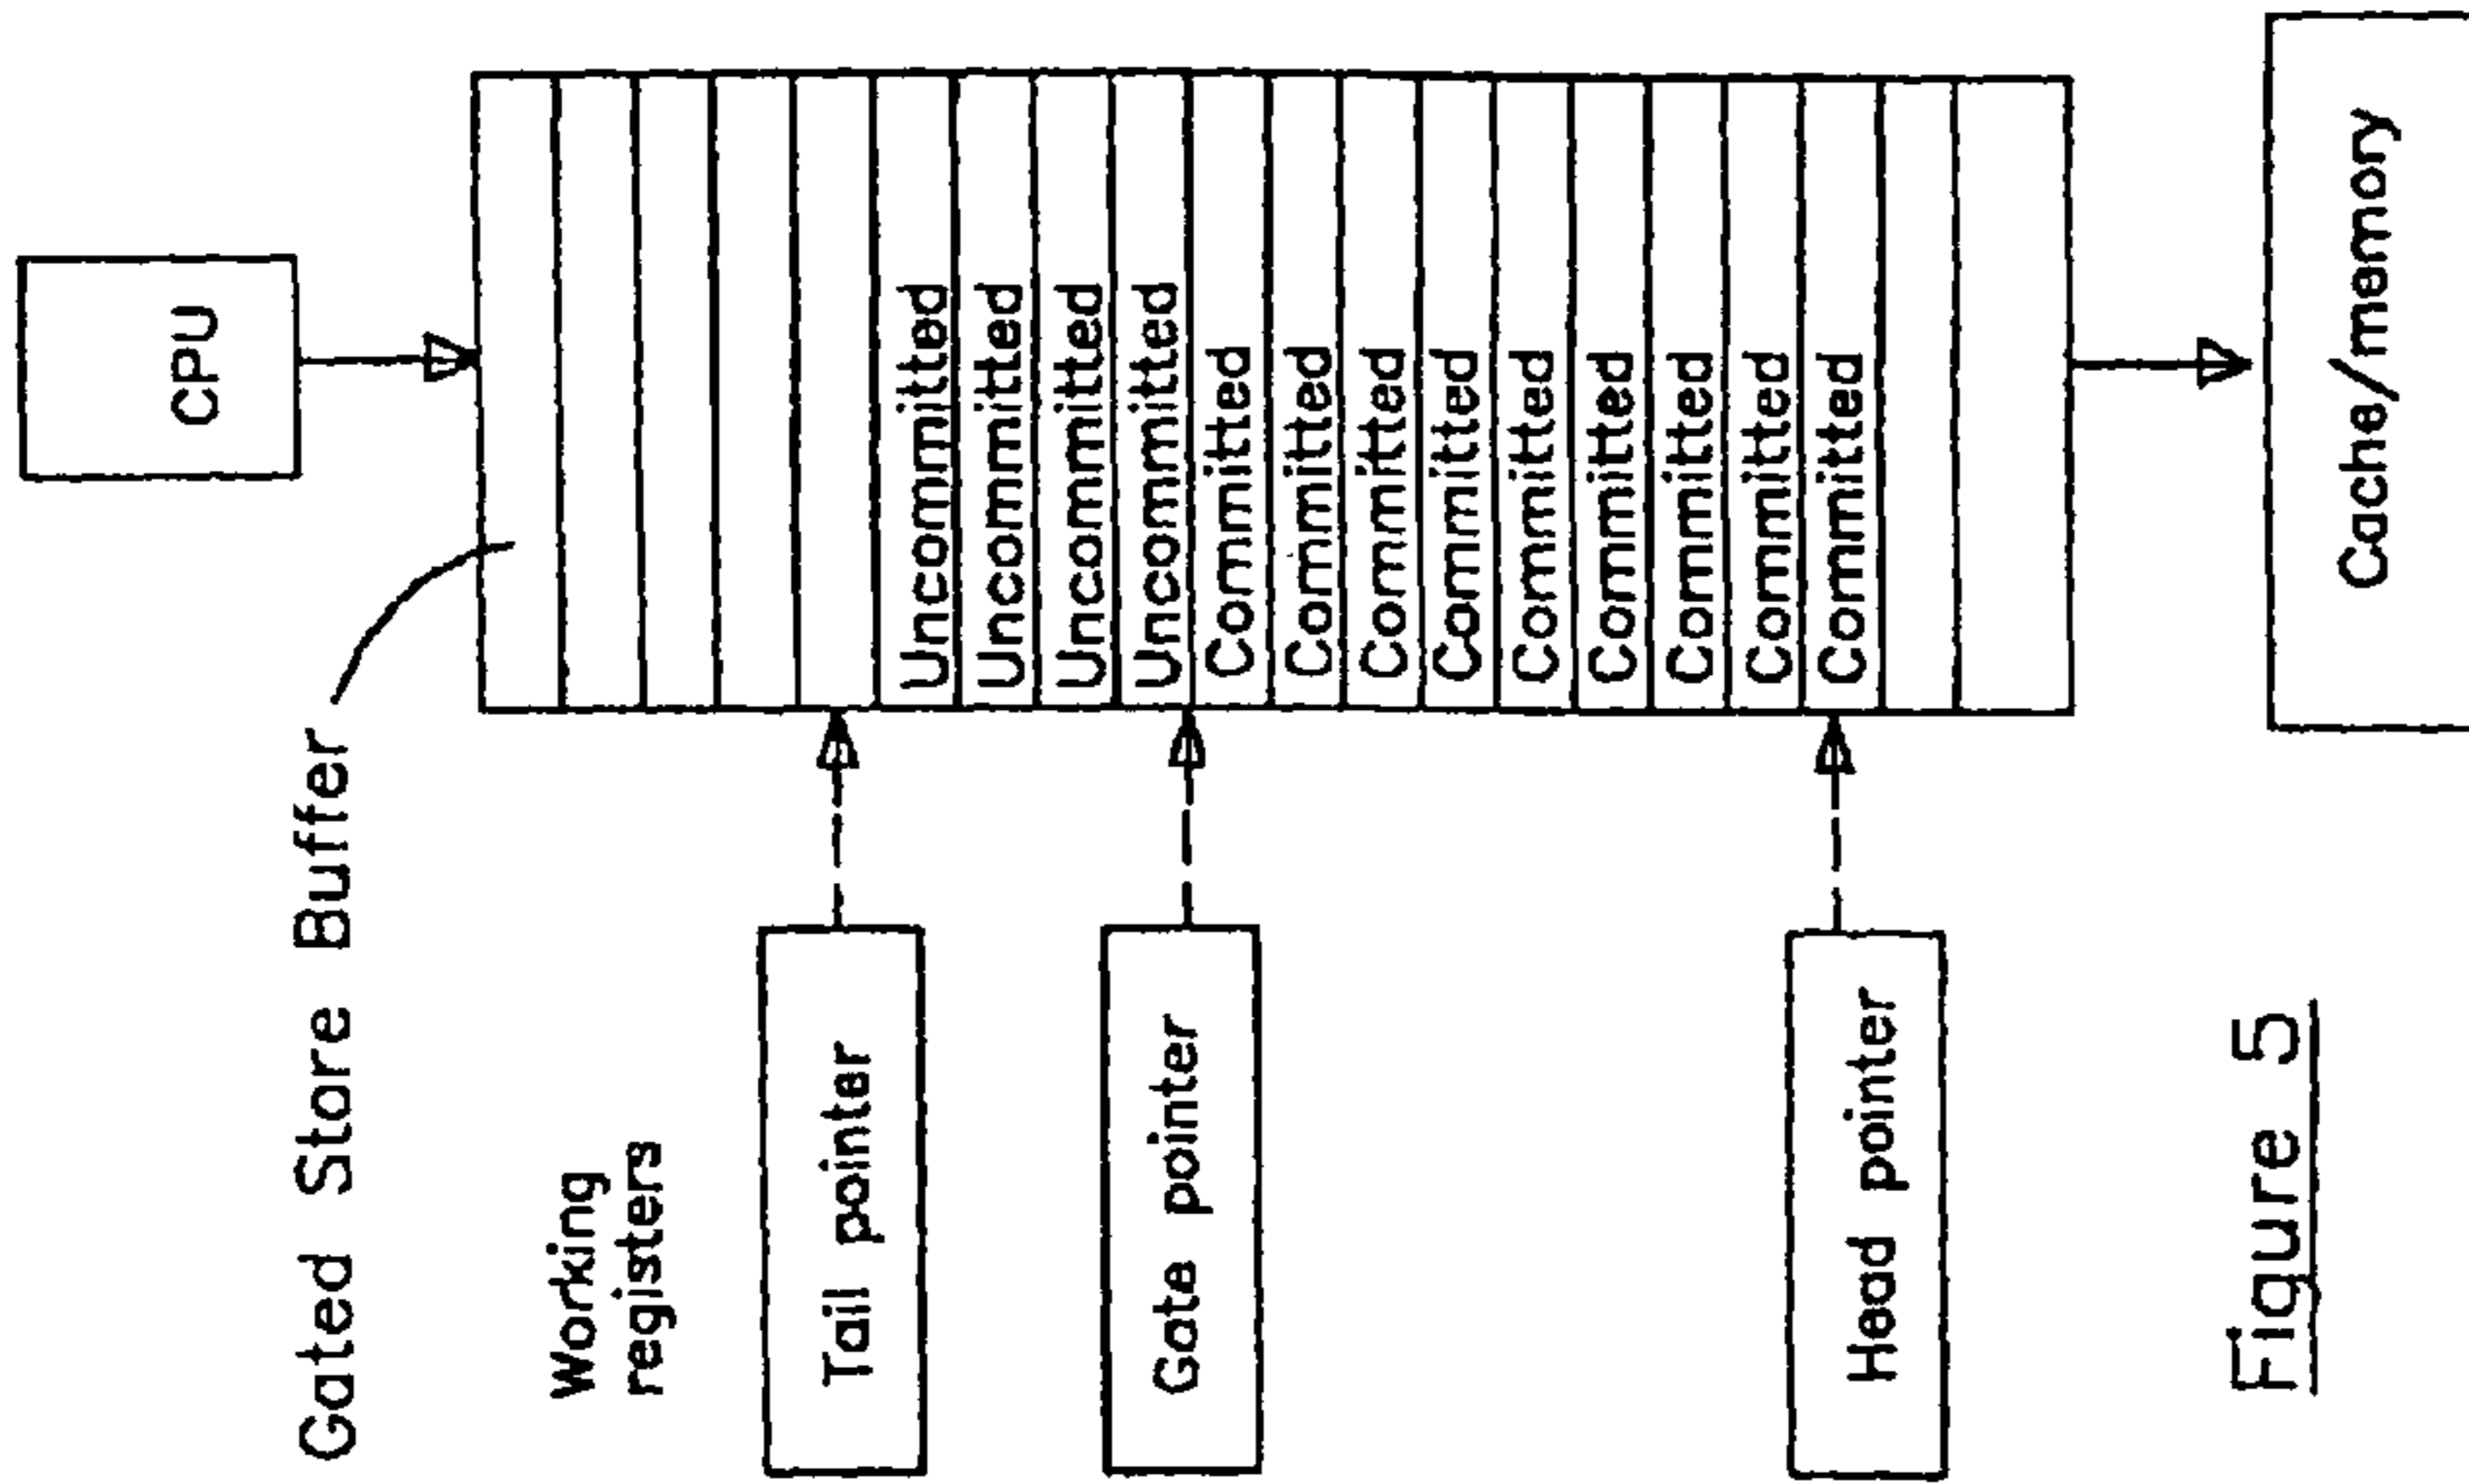 CPU
Gated Store Buffer
Working
registers
Tail pointer
Uncommitted
Uncommitted
Uncommitted
Uncommitted
Gate pointer
Committed
Committed
Committed
Committed
Committed
Committed
Committed
Committed
Committed
Head pointer
Cache/memory
Figure 5